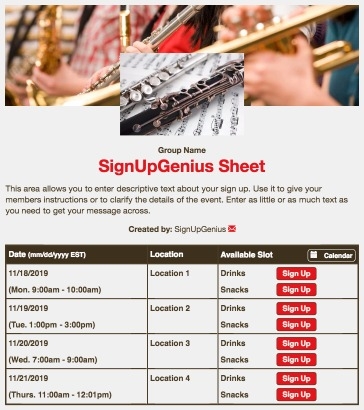 Group Name
SignUpGenius Sheet
This area allows you to enter descriptive text about your sign up. Use it to give your
members instructions or to clarify the details of the event. Enter as little or as much text as
you need to get your message across.
Created by: SignUpGenius
Date (mm/dd/yyyy EST) Location Available Slot Calendar
11/18/2019 Location 1 Drinks Sign Up
(Mon. 9:00am - 10:00am) Snacks Sign Up
11/19/2019 Location 2 Drinks Sign Up
(Tue. 1:00pm - 3:00pm) Snacks Sign Up
11/20/2019 Location 3 Drinks Sign Up
(Wed. 7:00am - 9:00am) Snacks Sign Up
11/21/2019 Location 4 Drinks Sign Up
(Thurs. 11:00am - 12:01pm) Snacks Sign Up